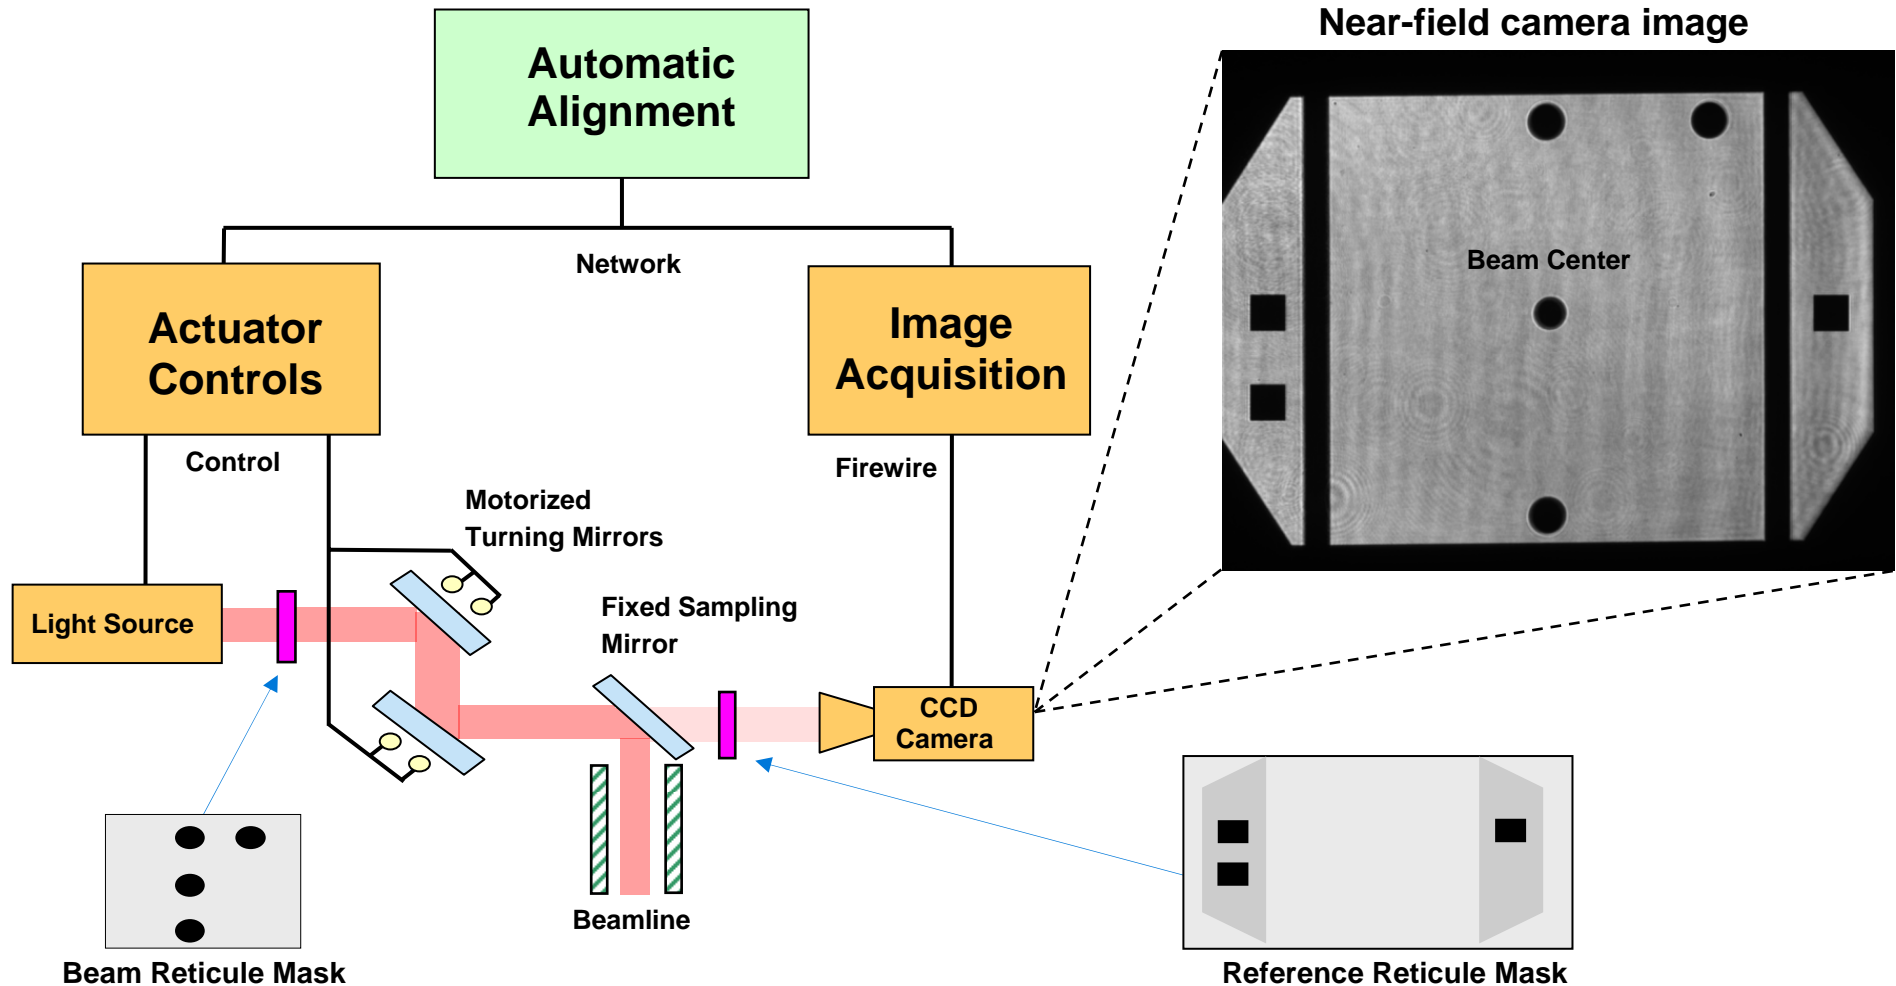 Near-field camera image
Automatic
Alignment
Network
Beam Center
Actuator
Controls
Image
Acquisition
Control
Firewire
Motorized
Turning Mirrors
Light Source
Fixed Sampling
Mirror
CCD
Camera
Beamline
Beam Reticule Mask
Reference Reticule Mask